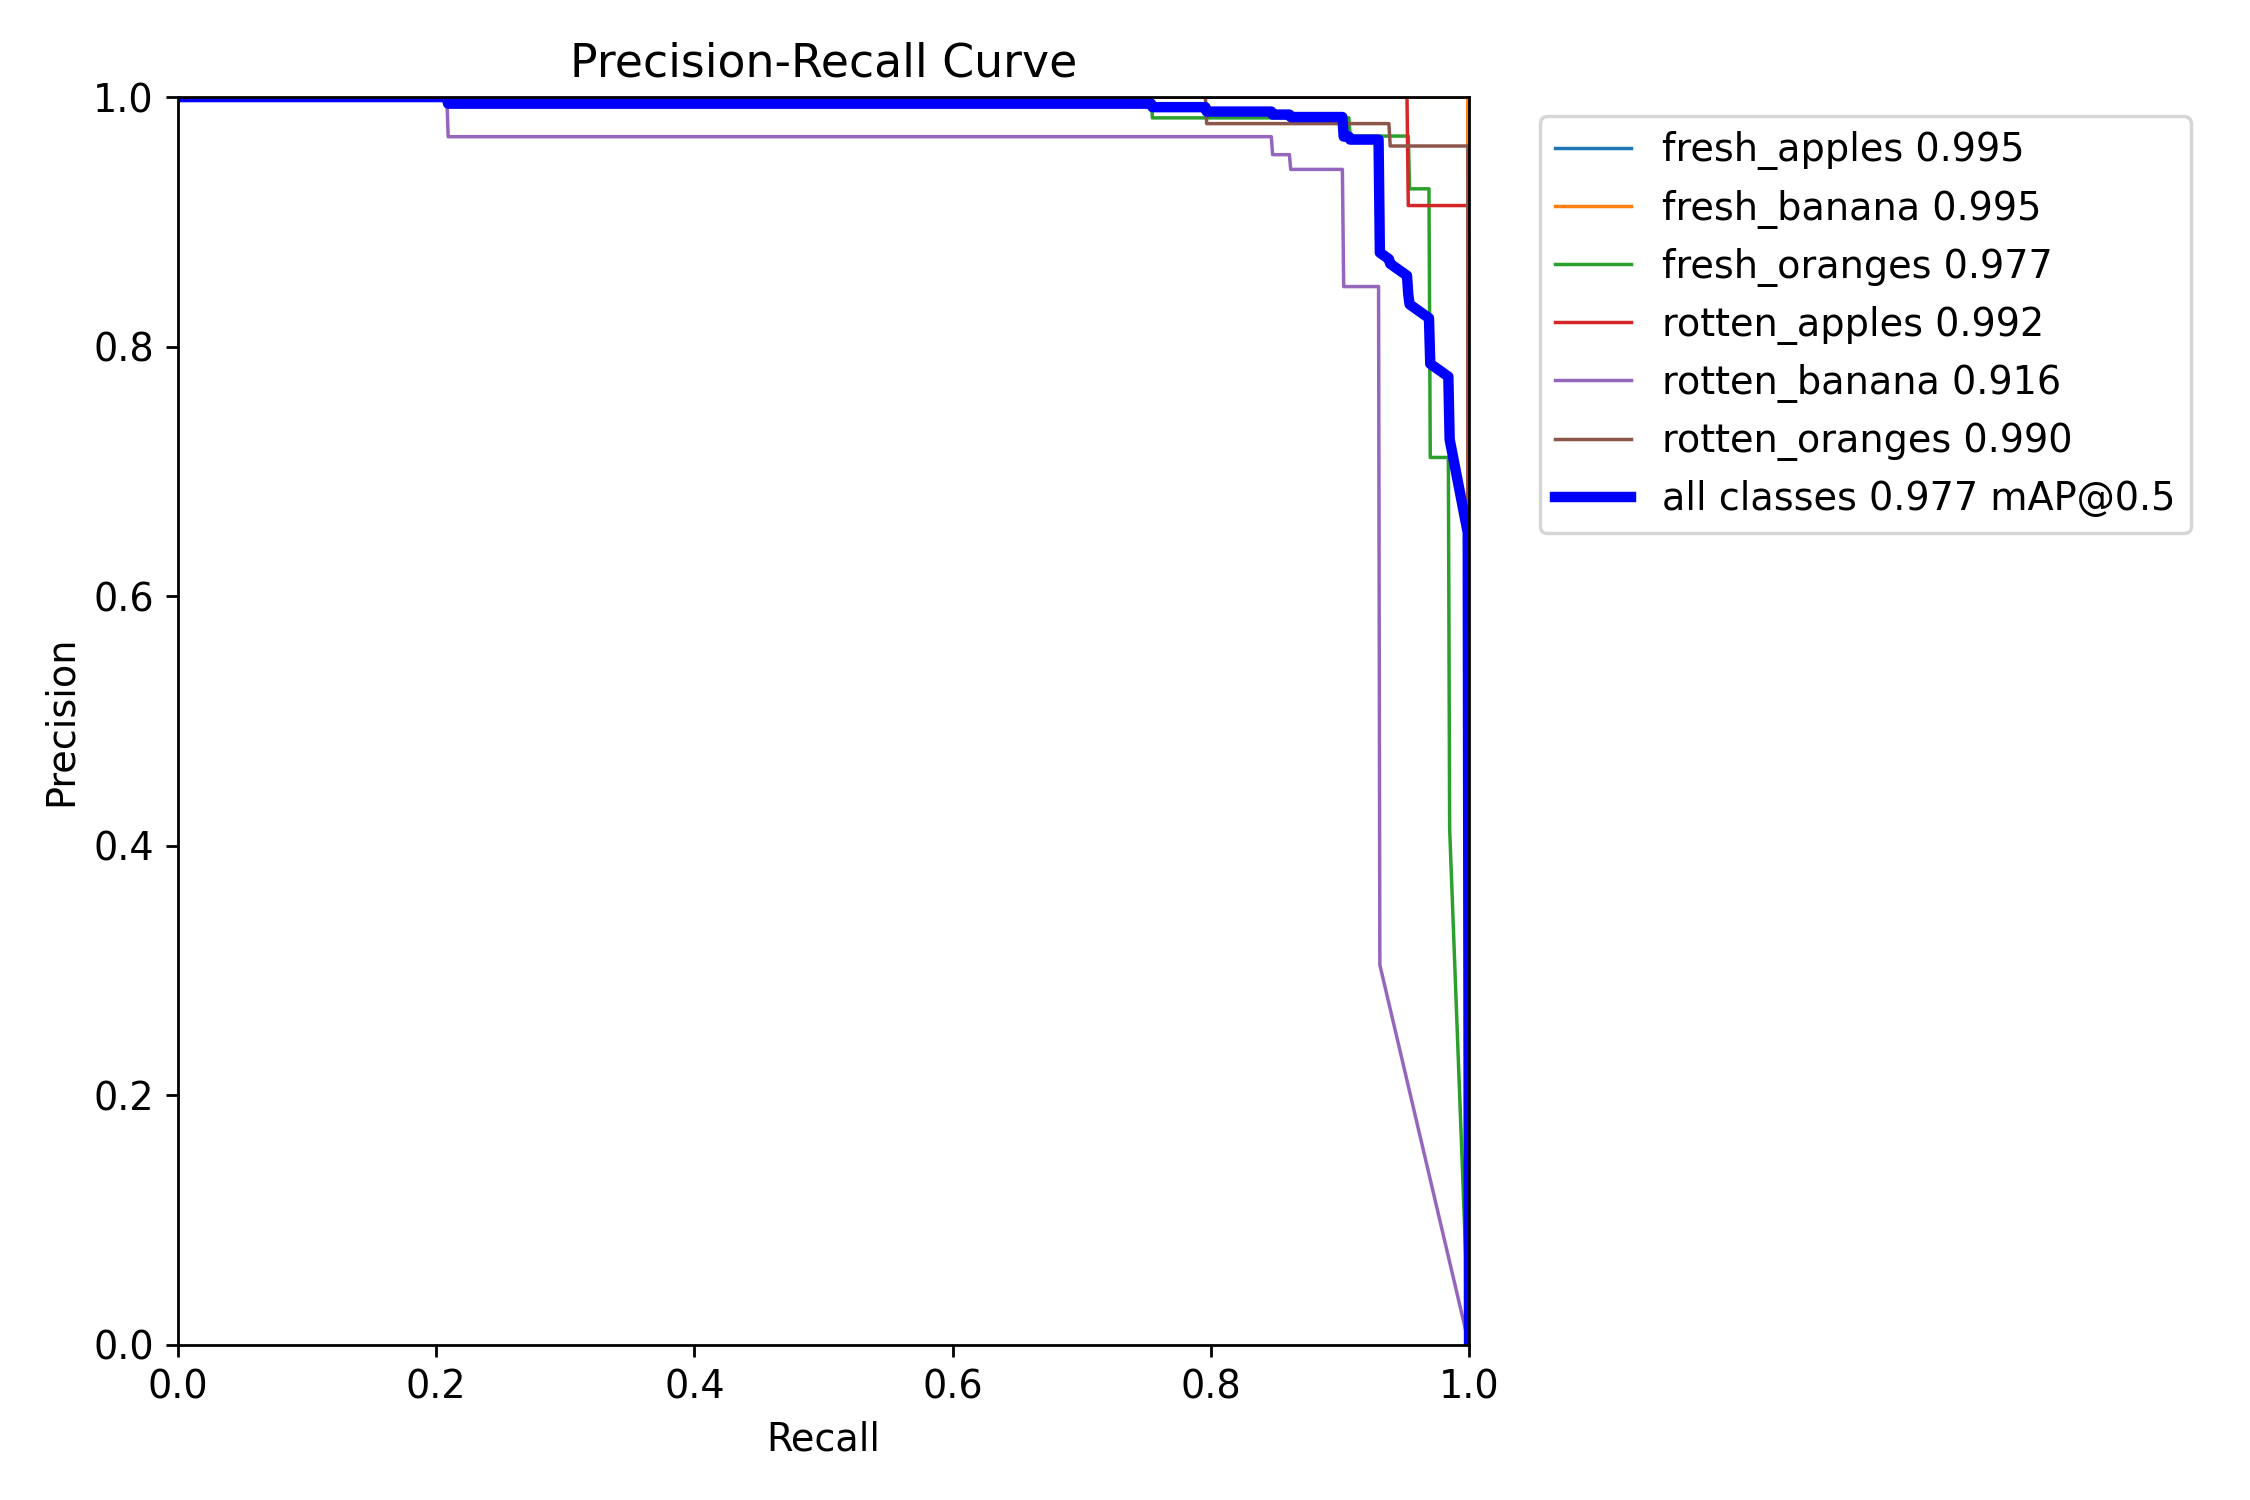 Precision-Recall Curve
1.0
0.8
0.6
0.4
0.2
0.0
Precision
0.0 0.2 0.4 0.6 0.8 1.0
Recall
fresh_apples 0.995
fresh_banana 0.995
fresh_oranges 0.977
rotten_apples 0.992
rotten_banana 0.916
rotten_oranges 0.990
all classes 0.977 mAP@0.5